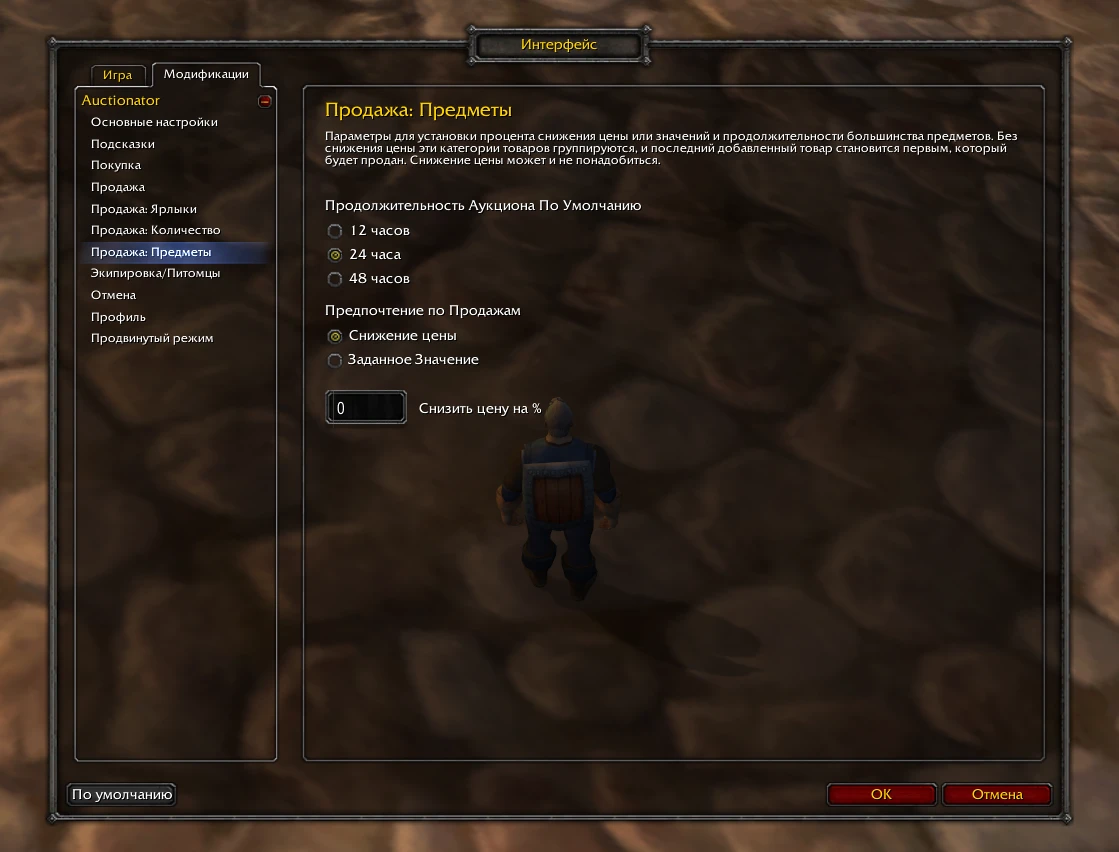 Интерфейс
Игра
Модификации
Auctionator
Основные настройки
Подсказки
Покупка
Продажа
Продажа: Ярлыки
Продажа: Количество
Продажа: Предметы
Экипировка/Питомцы
Отмена
Профиль
Продвинутый режим
Продажа: Предметы
Параметры для установки процента снижения цены или значений и продолжительности большинства предметов. Без
снижения цены эти категории товаров группируются, и последний добавленный товар становится первым, который
будет продан. Снижение цены может и не понадобиться.
Продолжительность Аукциона По Умолчанию
12 часов
24 часа
48 часов
Предпочтение по Продажам
Снижение цены
Заданное Значение
0
Снизить цену на %
По умолчанию
ОК
Отмена